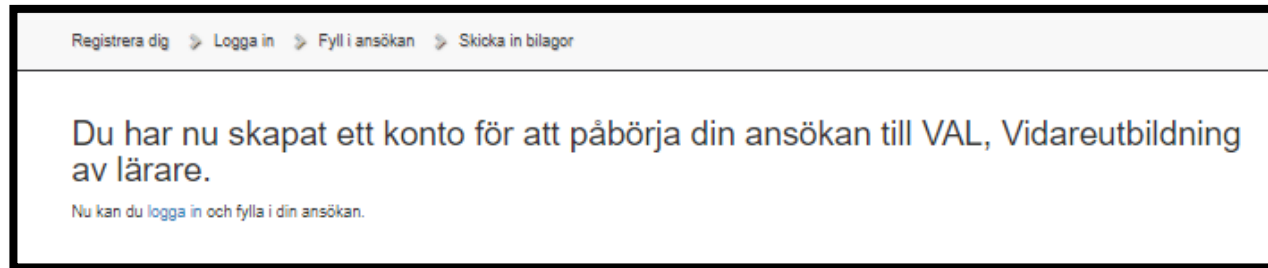 Registrera dig Logga in Fyll i ansökan Skicka in bilagor
Du har nu skapat ett konto för att påbörja din ansökan till VAL, Vidareutbildning
av lärare.
Nu kan du logga in och fylla i din ansökan.